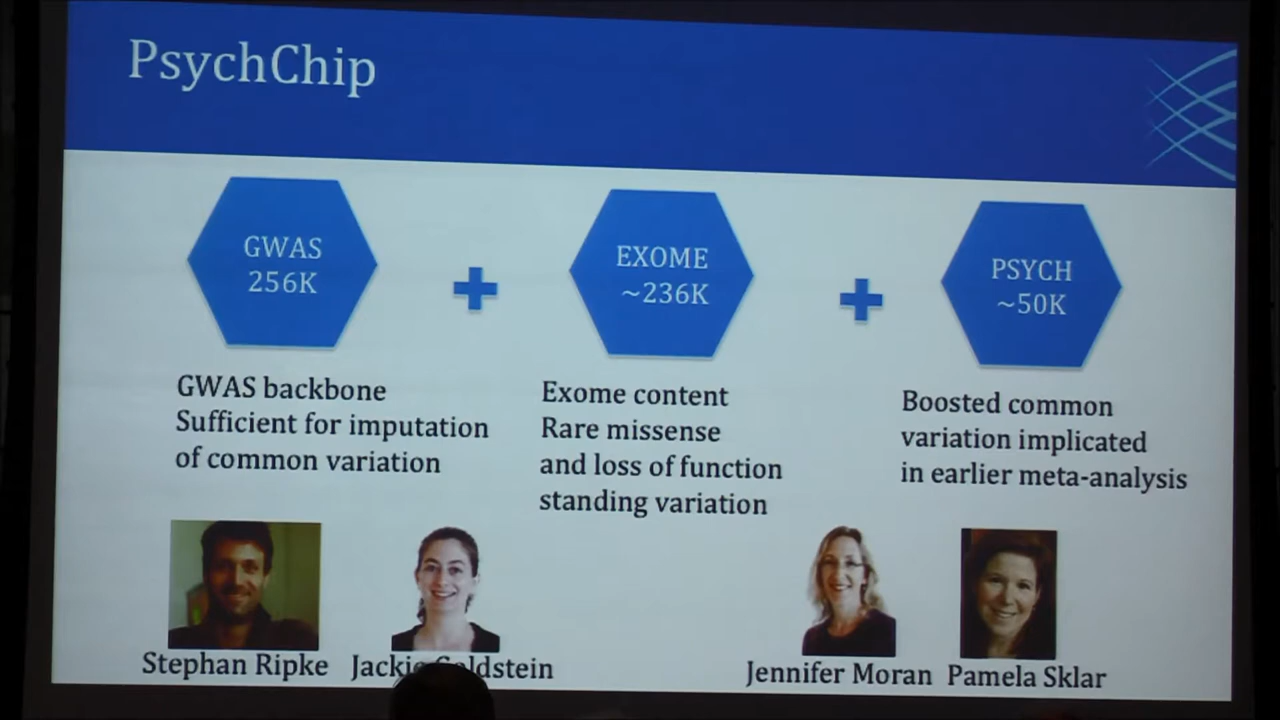 PsychChip
GWAS
256K
EXOME
~236K
PSYCH
~50K
GWAS backbone
Sufficient for imputation
of common variation
Exome content
Rare missense
and loss of function
standing variation
Boosted common
variation implicated
in earlier meta-analysis
Stephan Ripke
Jackie Goldstein
Jennifer Moran
Pamela Sklar